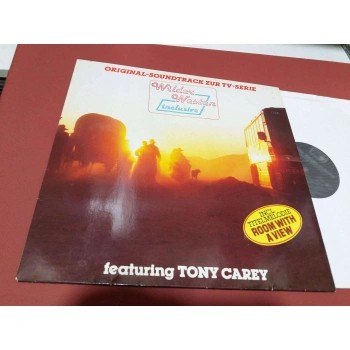 ORIGINAL-SOUNDTRACK ZUR TV-SERIE
Wilder
Westen
inclusive
INCL.
TITELMELODIE
ROOM WITH
A VIEW
featuring TONY CAREY